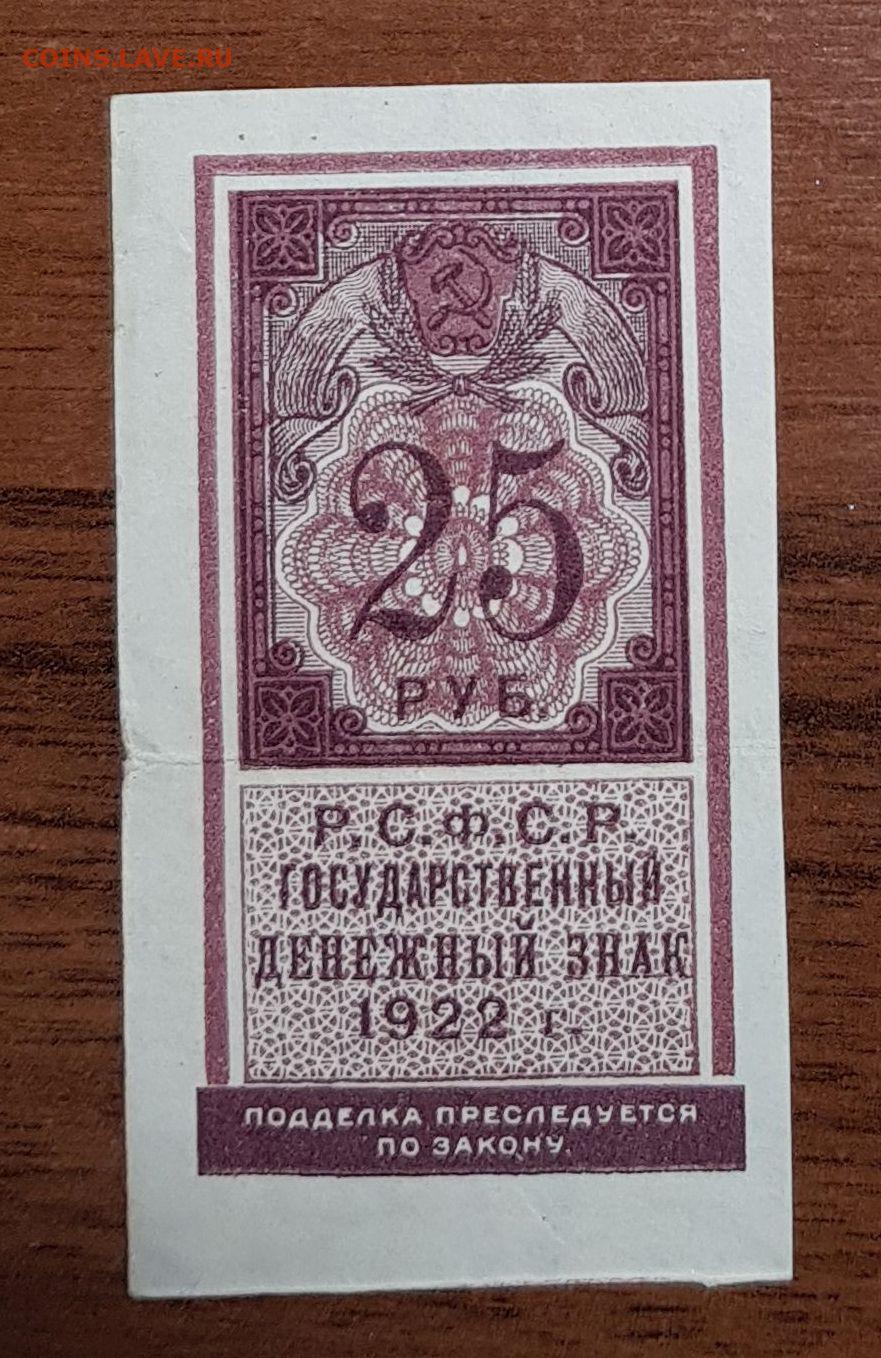 COINS.LAVE.RU
25
РУБ.
Р.С.Ф.С.Р.
ГОСУДАРСТВЕННЫЙ
ДЕНЕЖНЫЙ ЗНАК
1922 г.
ПОДДЕЛКА ПРЕСЛЕДУЕТСЯ
ПО ЗАКОНУ.